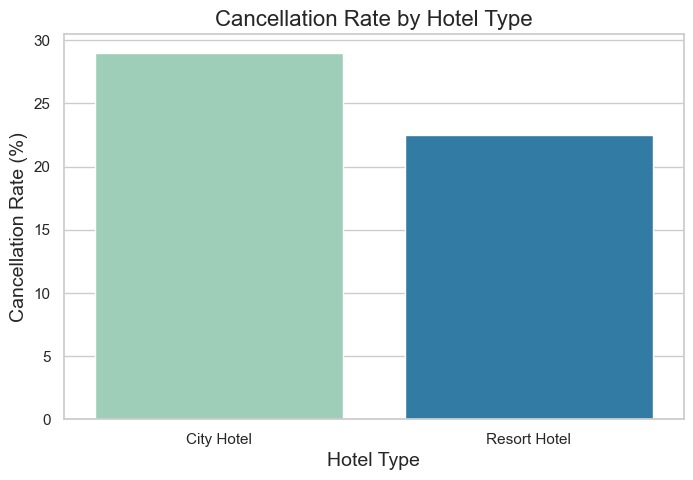 Cancellation Rate by Hotel Type
Cancellation Rate (%)
30
25
20
15
10
5
0
City Hotel
Resort Hotel
Hotel Type